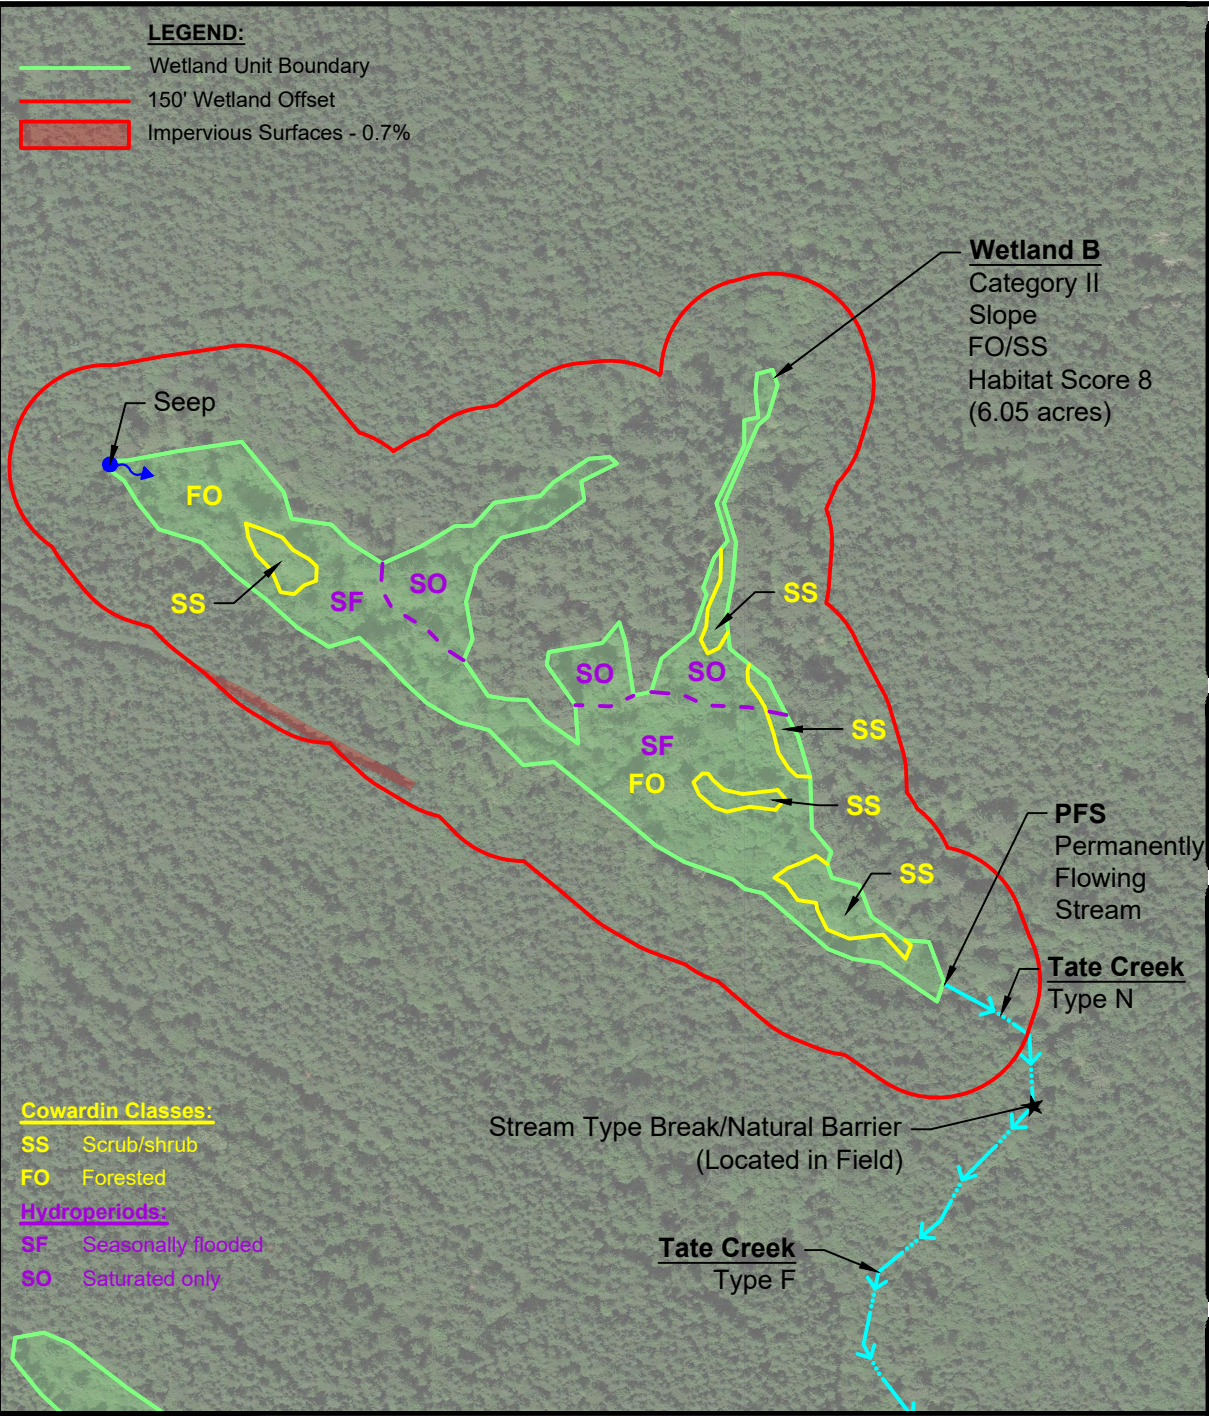 LEGEND:
Wetland Unit Boundary
150' Wetland Offset
Impervious Surfaces - 0.7%
Wetland B
Category II
Slope
FO/SS
Habitat Score 8
(6.05 acres)
Seep
FO
SS
SF
SO
SS
SO
SO
SS
SF
FO
SS
PFS
Permanently
Flowing
Stream
SS
Tate Creek
Type N
Stream Type Break/Natural Barrier
(Located in Field)
Tate Creek
Type F
Cowardin Classes:
SS Scrub/shrub
FO Forested
Hydroperiods:
SF Seasonally flooded
SO Saturated only